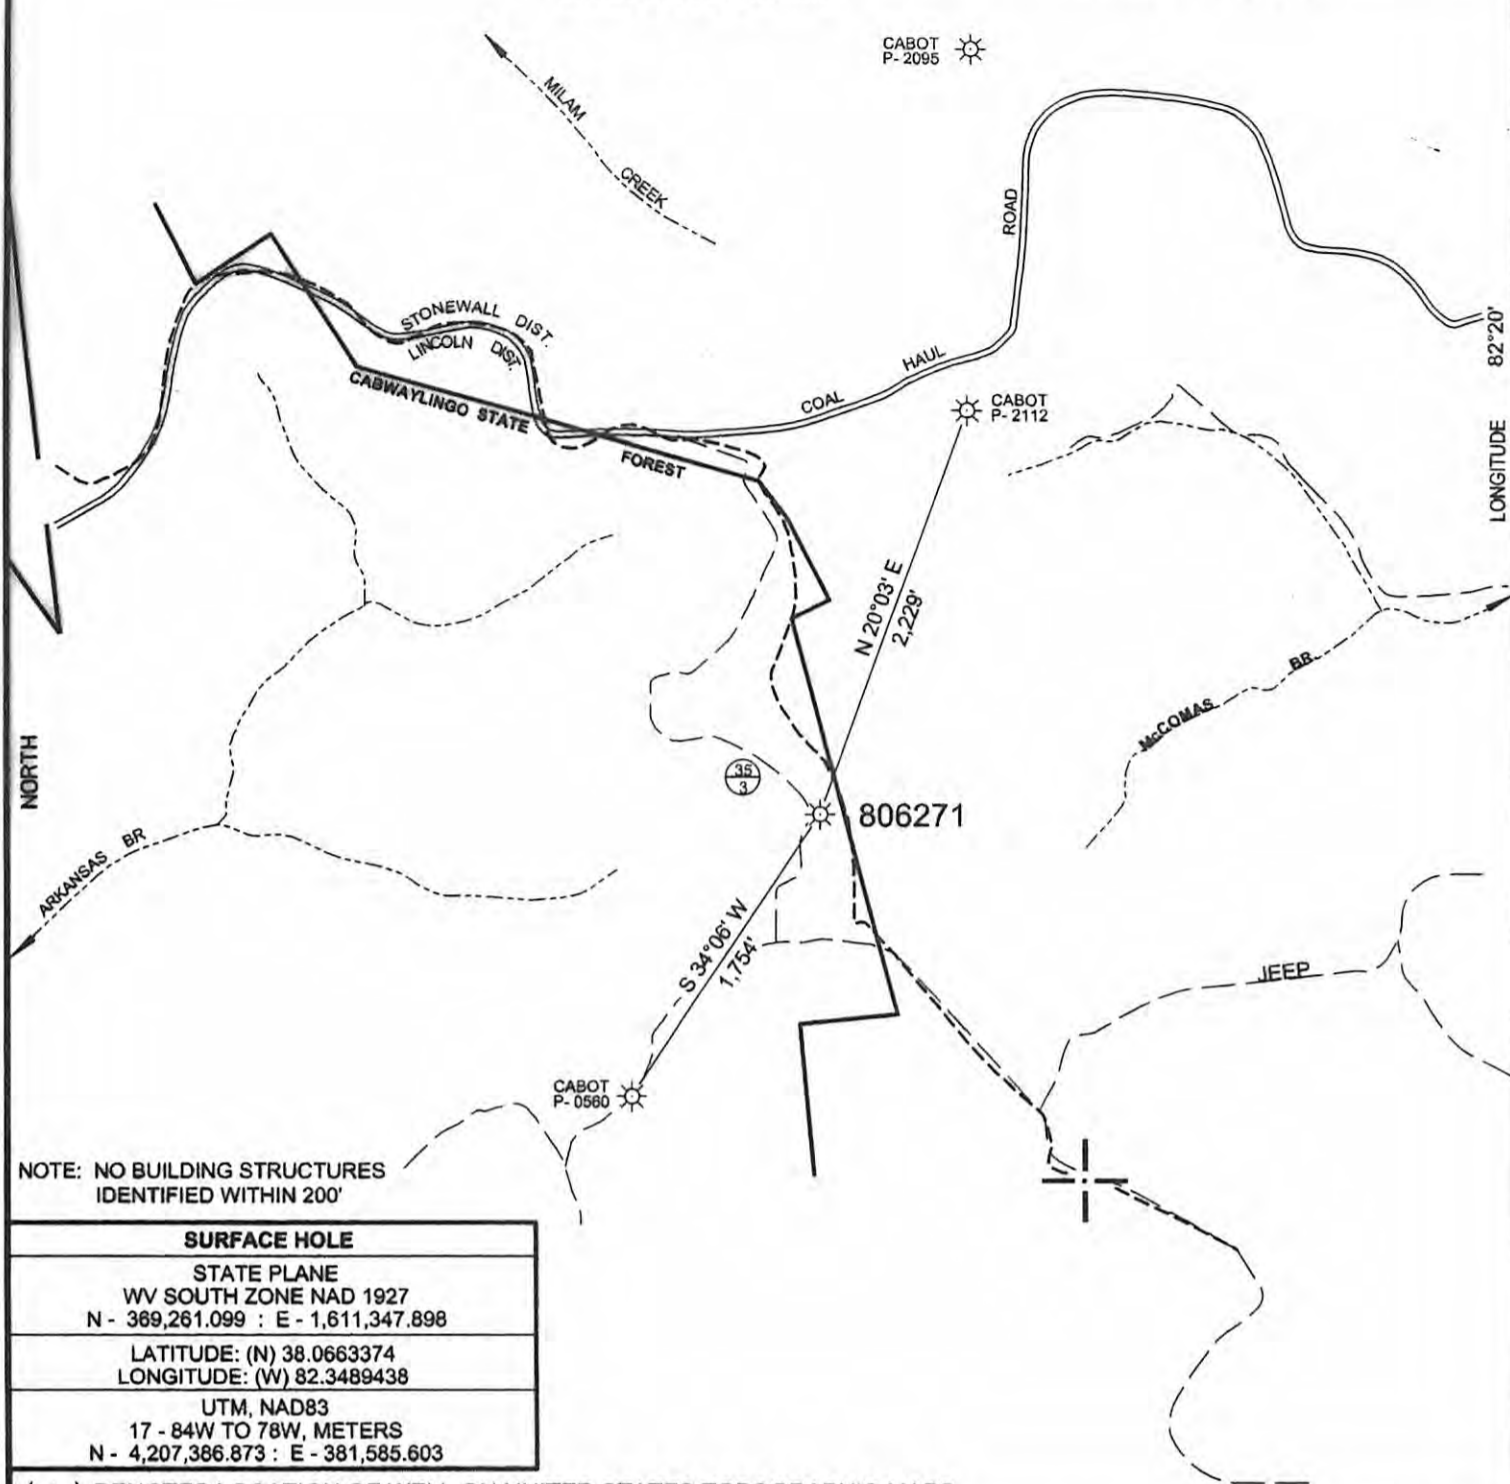 CABOT
P- 2095
MILAM
CREEK
ROAD
82°20'
LONGITUDE
STONEWALL DIST.
LINCOLN DIST.
CABWAYLINGO STATE
FOREST
COAL
HAUL
CABOT
P- 2112
N 20°03' E
2,229'
McCOMAS
BR.
NORTH
35
3
806271
ARKANSAS BR
S 34°06' W
1,754'
JEEP
CABOT
P- 0560
NOTE: NO BUILDING STRUCTURES
IDENTIFIED WITHIN 200'
SURFACE HOLE
STATE PLANE
WV SOUTH ZONE NAD 1927
N - 369,261.099 : E - 1,611,347.898
LATITUDE: (N) 38.0663374
LONGITUDE: (W) 82.3489438
UTM, NAD83
17 - 84W TO 78W, METERS
N - 4,207,386.873 : E - 381,585.603